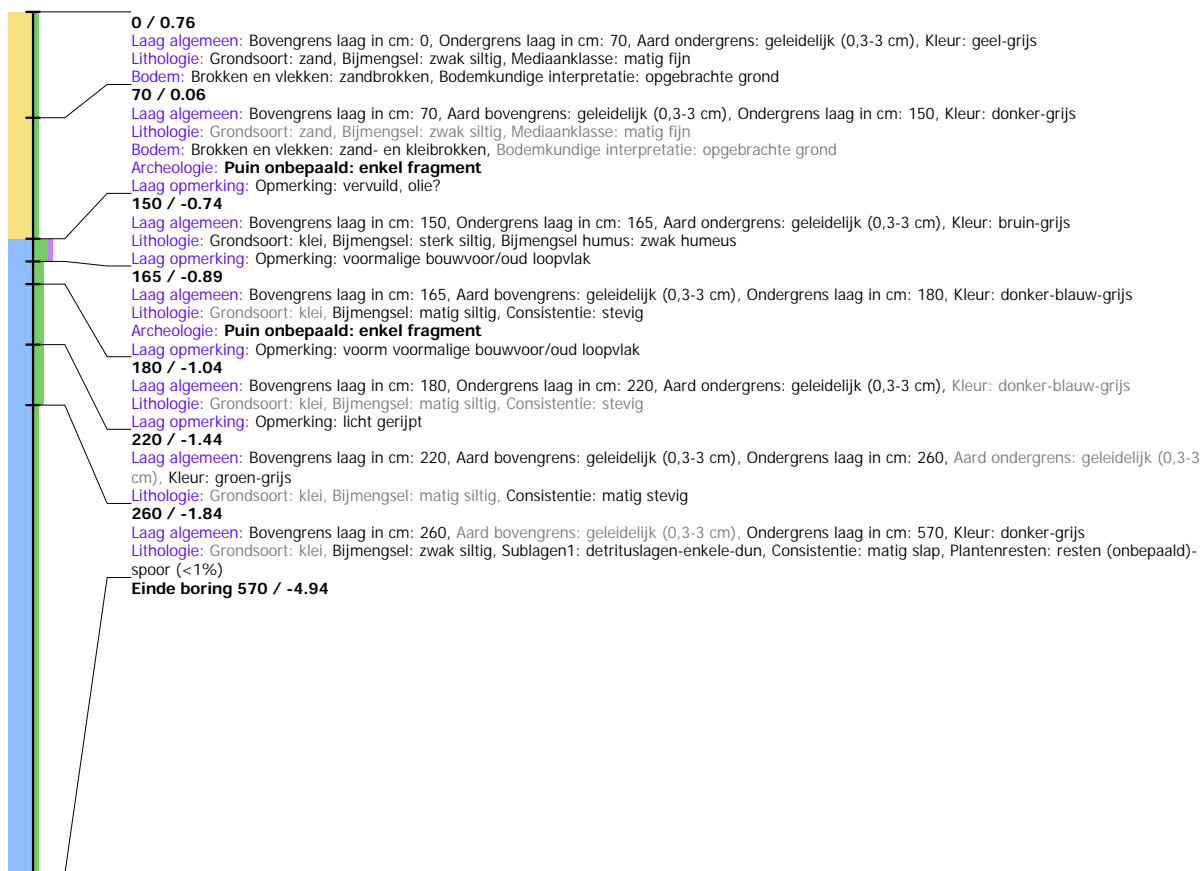 0 / 0.76
Laag algemeen: Bovengrens laag in cm: 0, Ondergrens laag in cm: 70, Aard ondergrens: geleidelijk (0,3-3 cm), Kleur: geel-grijs
Lithologie: Grondsoort: zand, Bijmengsel: zwak siltig, Mediaanklasse: matig fijn
Bodem: Brokken en vlekken: zandbrokken, Bodemkundige interpretatie: opgebrachte grond
70 / 0.06
Laag algemeen: Bovengrens laag in cm: 70, Aard bovengrens: geleidelijk (0,3-3 cm), Ondergrens laag in cm: 150, Kleur: donker-grijs
Lithologie: Grondsoort: zand, Bijmengsel: zwak siltig, Mediaanklasse: matig fijn
Bodem: Brokken en vlekken: zand- en kleibrokken, Bodemkundige interpretatie: opgebrachte grond
Archeologie: Puin onbepaald: enkel fragment
Laag opmerking: Opmerking: vervuild, olie?
150 / -0.74
Laag algemeen: Bovengrens laag in cm: 150, Ondergrens laag in cm: 165, Aard ondergrens: geleidelijk (0,3-3 cm), Kleur: bruin-grijs
Lithologie: Grondsoort: klei, Bijmengsel: sterk siltig, Bijmengsel humus: zwak humeus
Laag opmerking: Opmerking: voormalige bouwvoor/oud loopvlak
165 / -0.89
Laag algemeen: Bovengrens laag in cm: 165, Aard bovengrens: geleidelijk (0,3-3 cm), Ondergrens laag in cm: 180, Kleur: donker-blauw-grijs
Lithologie: Grondsoort: klei, Bijmengsel: matig siltig, Consistentie: stevig
Archeologie: Puin onbepaald: enkel fragment
Laag opmerking: Opmerking: voorm voormalige bouwvoor/oud loopvlak
180 / -1.04
Laag algemeen: Bovengrens laag in cm: 180, Ondergrens laag in cm: 220, Aard ondergrens: geleidelijk (0,3-3 cm), Kleur: donker-blauw-grijs
Lithologie: Grondsoort: klei, Bijmengsel: matig siltig, Consistentie: stevig
Laag opmerking: Opmerking: licht gerijpt
220 / -1.44
Laag algemeen: Bovengrens laag in cm: 220, Aard bovengrens: geleidelijk (0,3-3 cm), Ondergrens laag in cm: 260, Aard ondergrens: geleidelijk (0,3-3
cm), Kleur: groen-grijs
Lithologie: Grondsoort: klei, Bijmengsel: matig siltig, Consistentie: matig stevig
260 / -1.84
Laag algemeen: Bovengrens laag in cm: 260, Aard bovengrens: geleidelijk (0,3-3 cm), Ondergrens laag in cm: 570, Kleur: donker-grijs
Lithologie: Grondsoort: klei, Bijmengsel: zwak siltig, Sublagen1: detrituslagen-enkele-dun, Consistentie: matig slap, Plantenresten: resten (onbepaald)-
spoor (<1%)
Einde boring 570 / -4.94